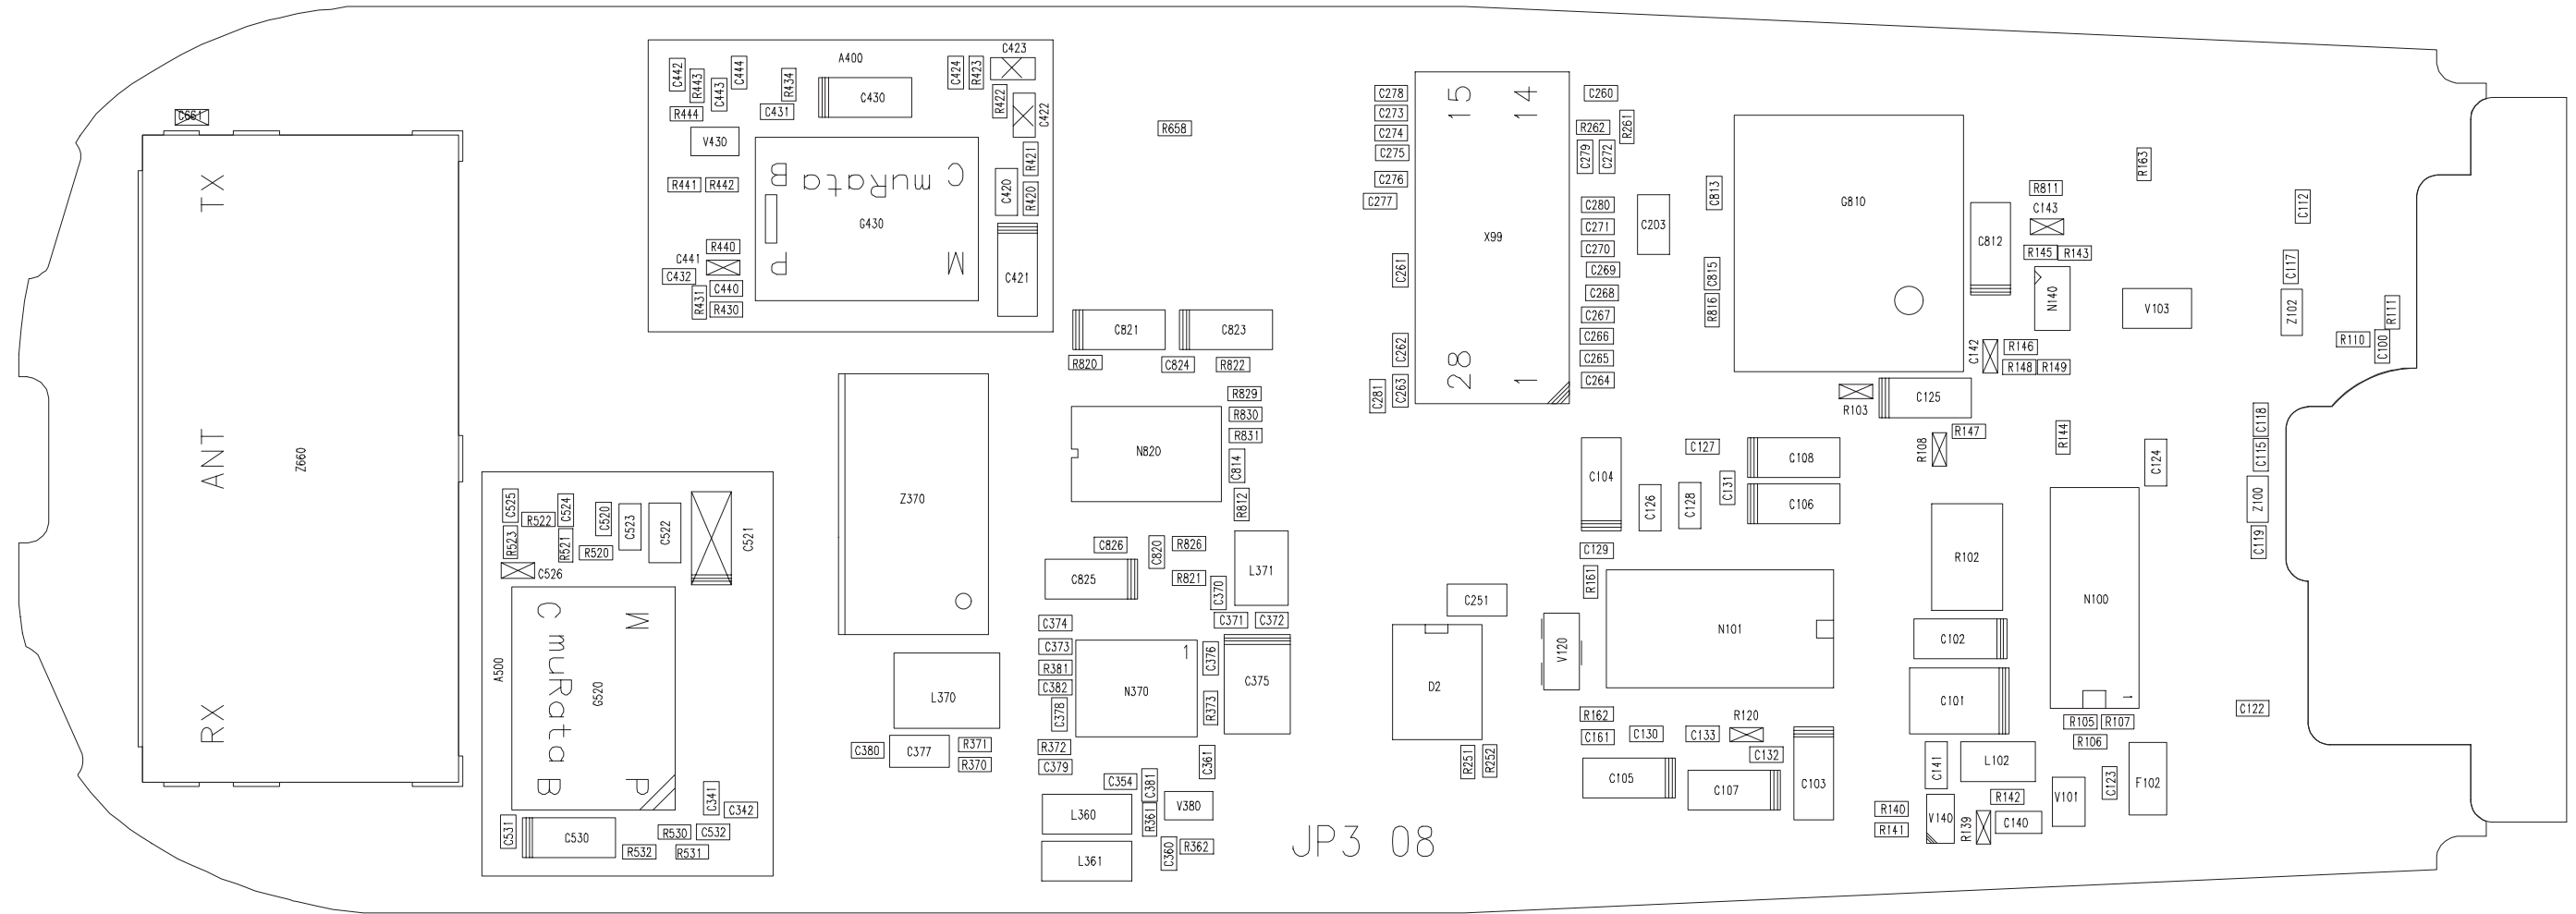 C661
TX
ANT
RX
Z660
A400
C442
R443
C443
C444
R434
R444
C431
C430
C424
R423
C423
R422
C422
V430
R441
R442
C muRata B
G430
P
M
R421
C420
R420
C421
R440
C441
C432
C440
R431
R430
R658
C821
C823
R820
C824
R822
R829
R830
R831
N820
C814
R812
Z370
C525
R522
C524
C520
C523
C522
C521
R523
R521
R520
C526
A500
C muRata B
M
P
G520
C531
C530
R532
R530
C532
R531
C341
C342
C826
C820
R826
C825
R821
C370
L371
C371
C372
C374
C373
R381
C382
C378
N370
1
C376
R373
C375
L370
C380
C377
R371
R370
R372
C379
C361
C354
C381
L360
R361
V380
L361
C360
R362
JP3 08
C278
C273
C274
C275
C276
C277
C261
C262
C263
C281
15
14
28
1
X99
C260
R262
R261
C279
C272
C280
C271
C270
C269
C268
C267
C266
C265
C264
C203
C813
C815
R816
G810
C812
R811
C143
R145
R143
N140
C142
R146
R148
R149
R103
C125
R147
R108
R144
R163
V103
C112
C117
Z102
R111
R110
C100
C118
C115
Z100
C119
C122
C124
C104
C127
C126
C128
C131
C108
C106
C129
R161
N101
C251
V120
D2
R251
R252
R162
C161
C130
C133
R120
C132
C105
C107
C103
R102
C102
C101
N100
1
R105
R107
R106
C141
L102
R140
R141
V140
R139
R142
C140
V101
C123
F102